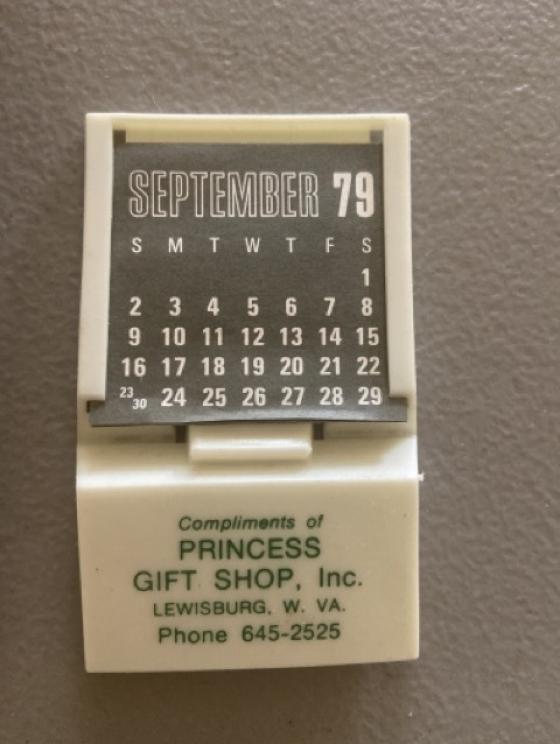 SEPTEMBER 79
S M T W T F S
1
2 3 4 5 6 7 8
9 10 11 12 13 14 15
16 17 18 19 20 21 22
23 30 24 25 26 27 28 29
Compliments of
PRINCESS
GIFT SHOP, Inc.
LEWISBURG, W. VA.
Phone 645-2525